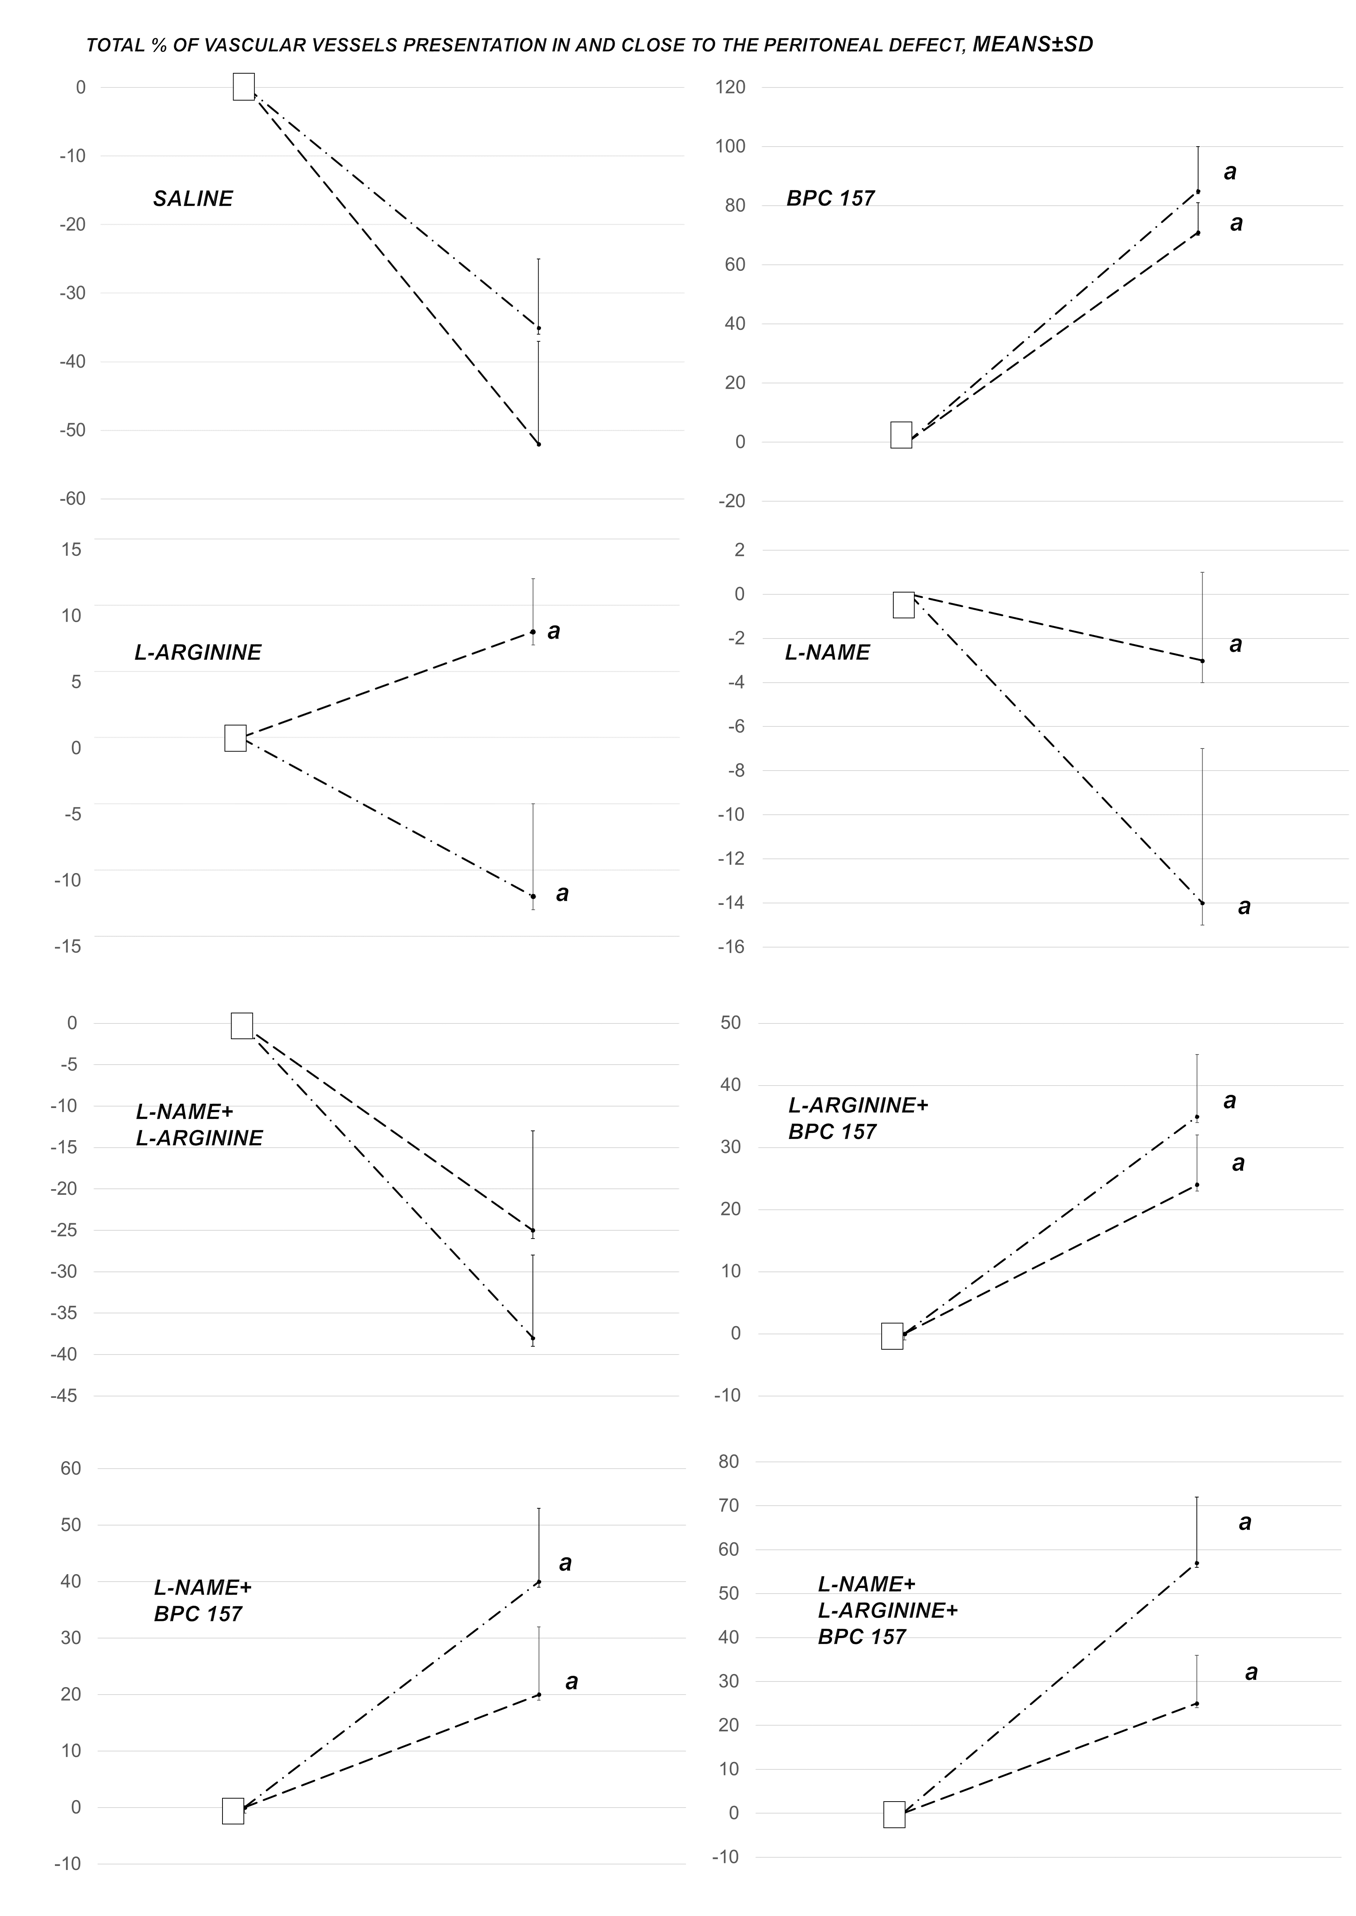 TOTAL % OF VASCULAR VESSELS PRESENTATION IN AND CLOSE TO THE PERITONEAL DEFECT, MEANS±SD
0
-10
-20
-30
-40
-50
-60
SALINE
120
100
80
60
40
20
0
-20
BPC 157
a
a
15
10
5
0
-5
-10
-15
L-ARGININE
a
a
2
0
-2
-4
-6
-8
-10
-12
-14
-16
L-NAME
a
a
0
-5
-10
-15
-20
-25
-30
-35
-40
-45
L-NAME+
L-ARGININE
50
40
30
20
10
0
-10
L-ARGININE+
BPC 157
a
a
60
50
40
30
20
10
0
-10
L-NAME+
BPC 157
a
a
80
70
60
50
40
30
20
10
0
-10
L-NAME+
L-ARGININE+
BPC 157
a
a